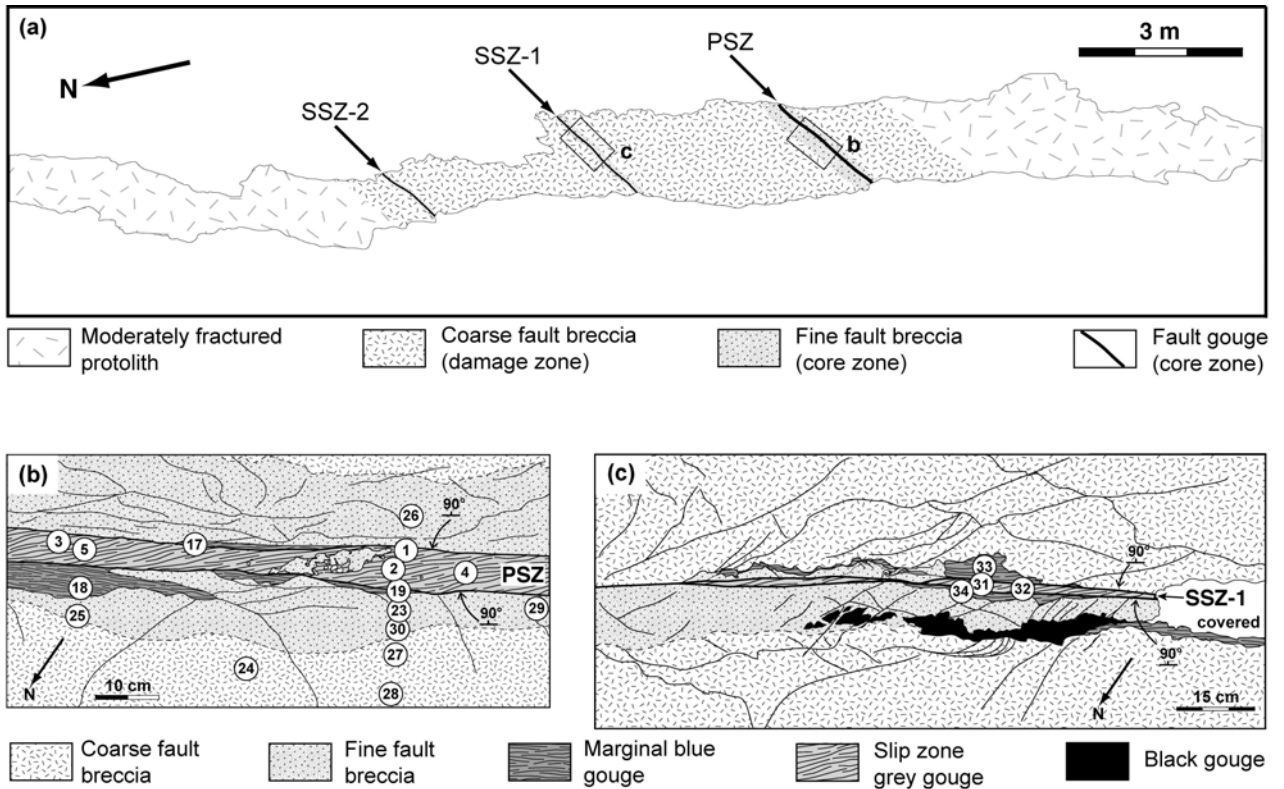 (a)
3 m
PSZ
SSZ-1
N
SSZ-2
c
b
Moderately fractured
protolith
Coarse fault breccia
(damage zone)
Fine fault breccia
(core zone)
Fault gouge
(core zone)
(b)
26
90°
3
5
17
1
2
4
PSZ
18
19
25
23
90°
29
30
27
24
28
N
10 cm
(c)
33
90°
31
34
32
SSZ-1
covered
90°
N
15 cm
Coarse fault
breccia
Fine fault
breccia
Marginal blue
gouge
Slip zone
grey gouge
Black gouge